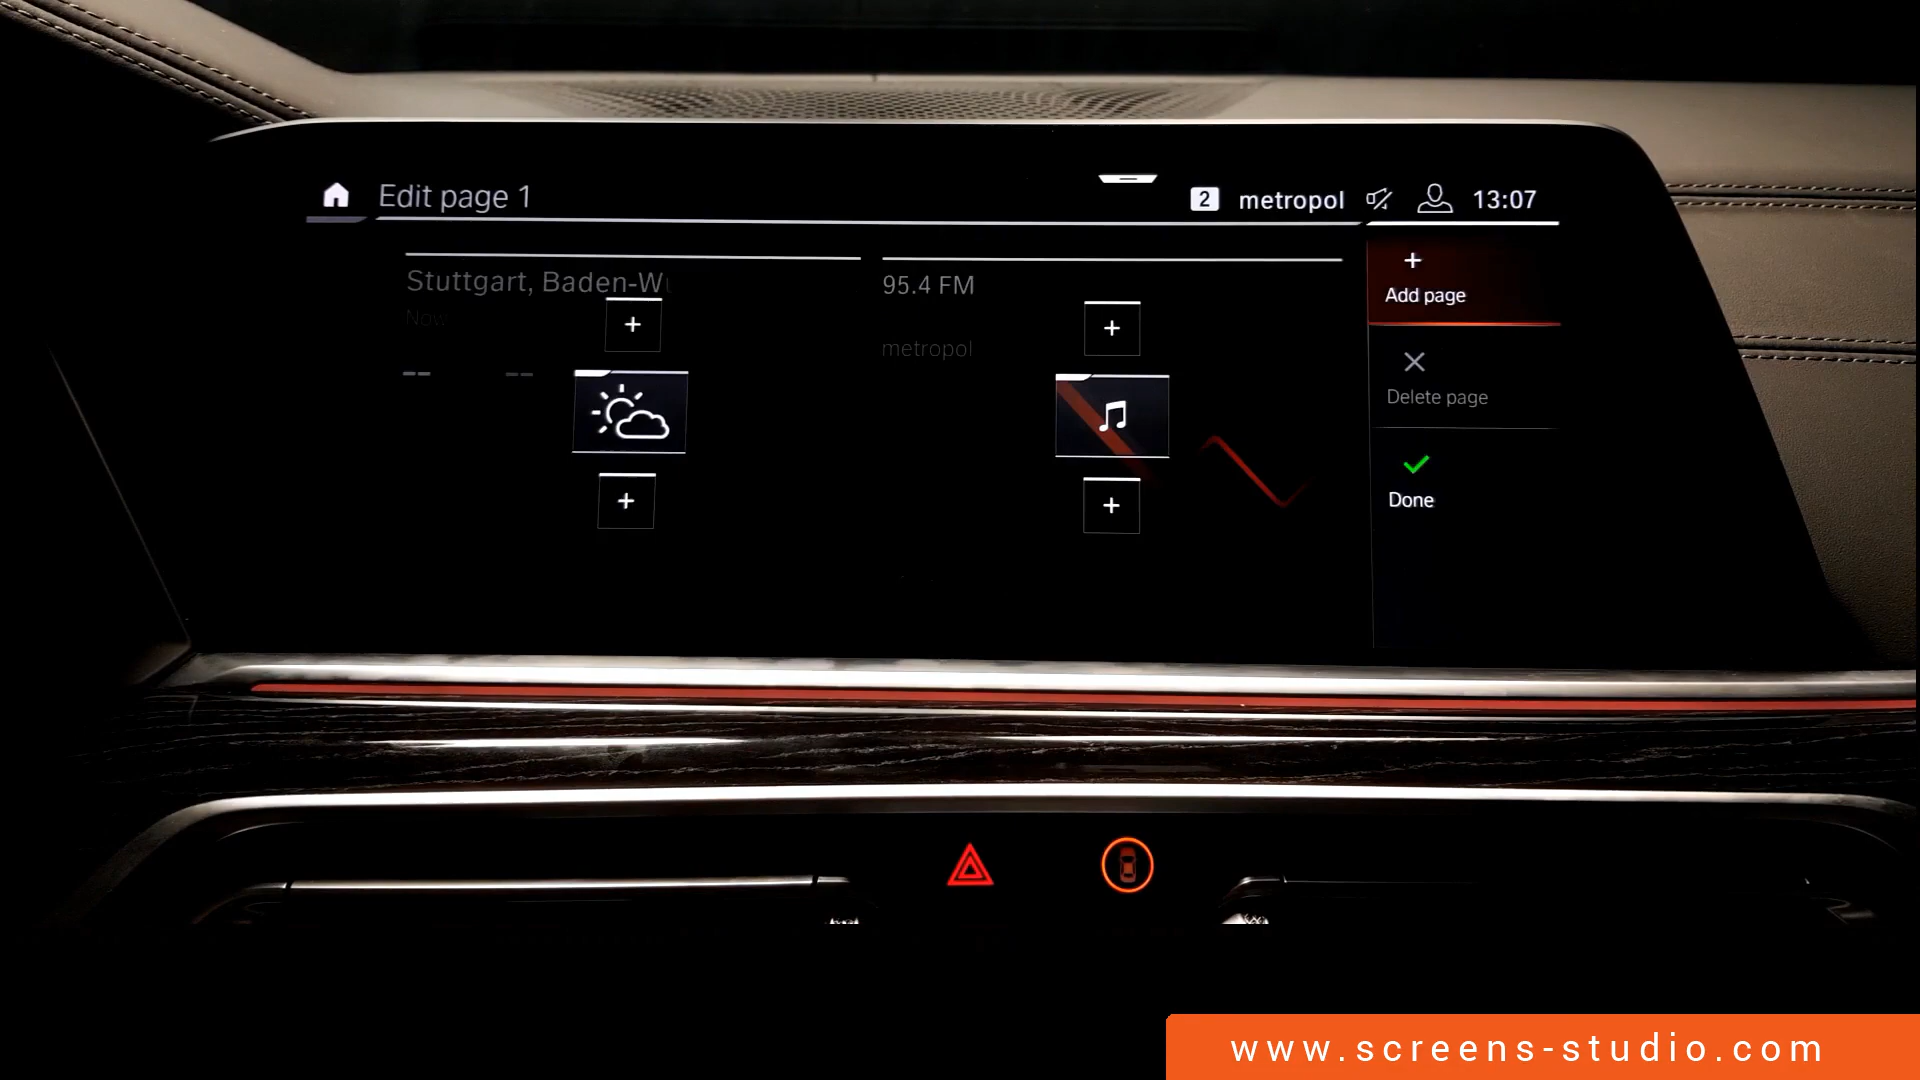 Edit page 1
2 metropol 13:07
Stuttgart, Baden-W
Now
95.4 FM
metropol
Add page
Delete page
Done
www.screens-studio.com